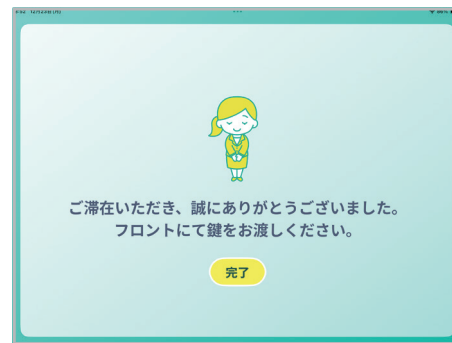 ご滞在いただき、誠にありがとうございました。
フロントにて鍵をお渡しください。
完了